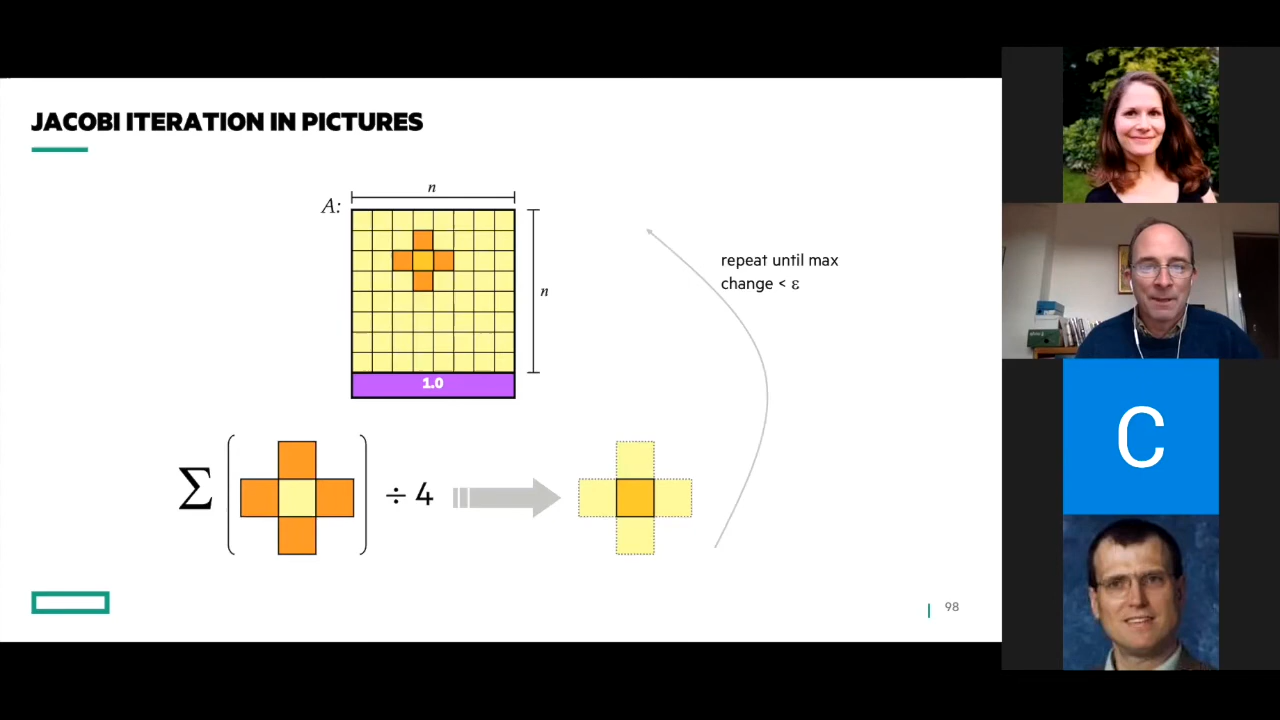 JACOBI ITERATION IN PICTURES
n
A:
n
1.0
repeat until max
change < ε
Σ ÷ 4
98
C